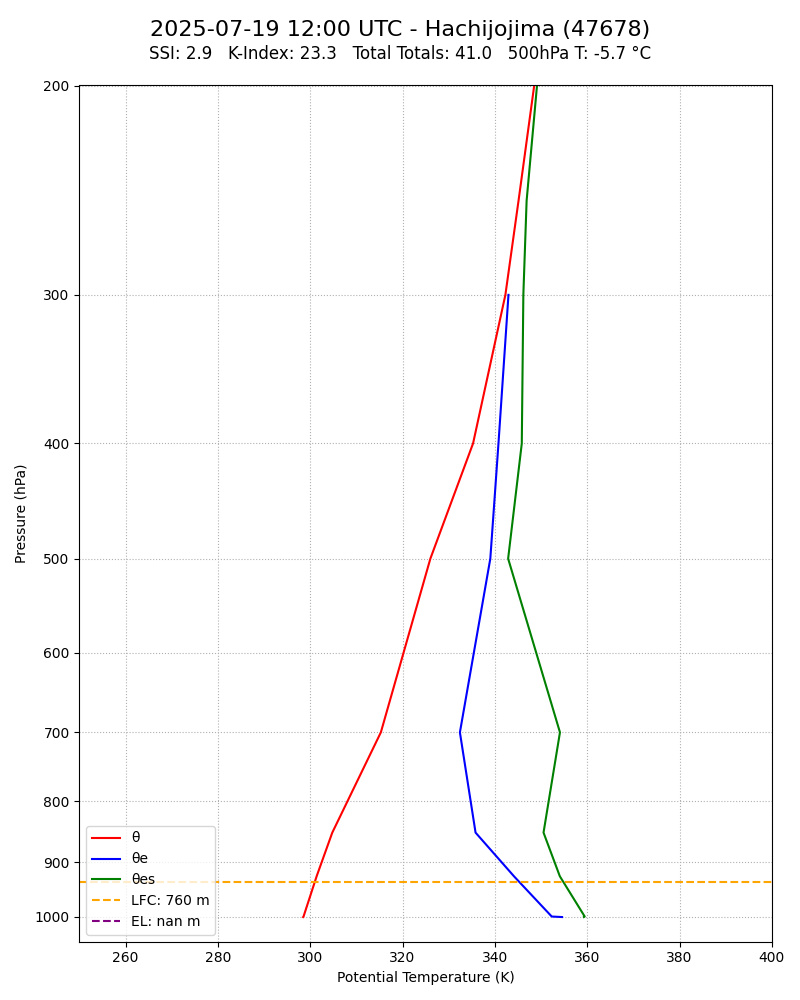 2025-07-19 12:00 UTC - Hachijojima (47678)
SSI: 2.9 K-Index: 23.3 Total Totals: 41.0 500hPa T: -5.7 °C
200
300
400
500
600
700
800
900
1000
Pressure (hPa)
θ
θe
θes
LFC: 760 m
EL: nan m
260 280 300 320 340 360 380 400
Potential Temperature (K)